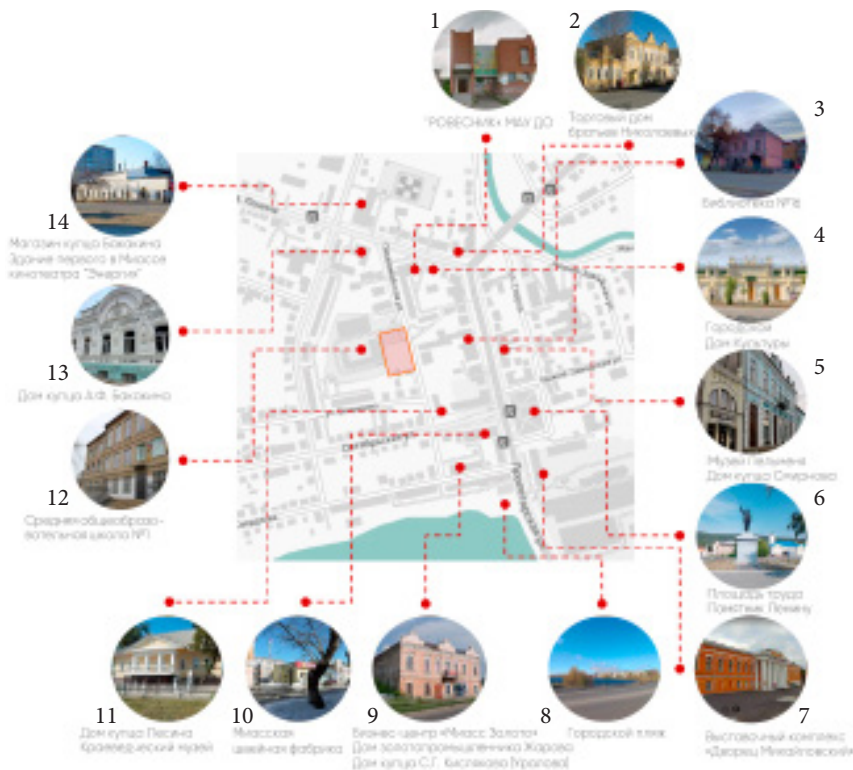 1
"РОВЕСНИК" МАУ ДО
2
Торговый дом
братьев Николаевых
3
Библиотека №16
4
Городской
Дом Культуры
5
Музей Пельменя
Дом купца Смирнова
6
Площадь труда
Памятник Ленину
7
Выставочный комплекс
«Дворец Михайловский»
8
Городской пляж
9
Бизнес-центр «Миасс Золото»
Дом золотопромышленника Жарова
Дом купца С.Г. Кислякова (Уралова)
10
Миасская
швейная фабрика
11
Дом купца Песина
Краеведческий музей
12
Средняя общеобразо-
вательная школа №1
13
Дом купца А.Ф. Бакакина
14
Магазин купца Бакакина
Здание первого в Миассе
кинотеатра "Энергия"